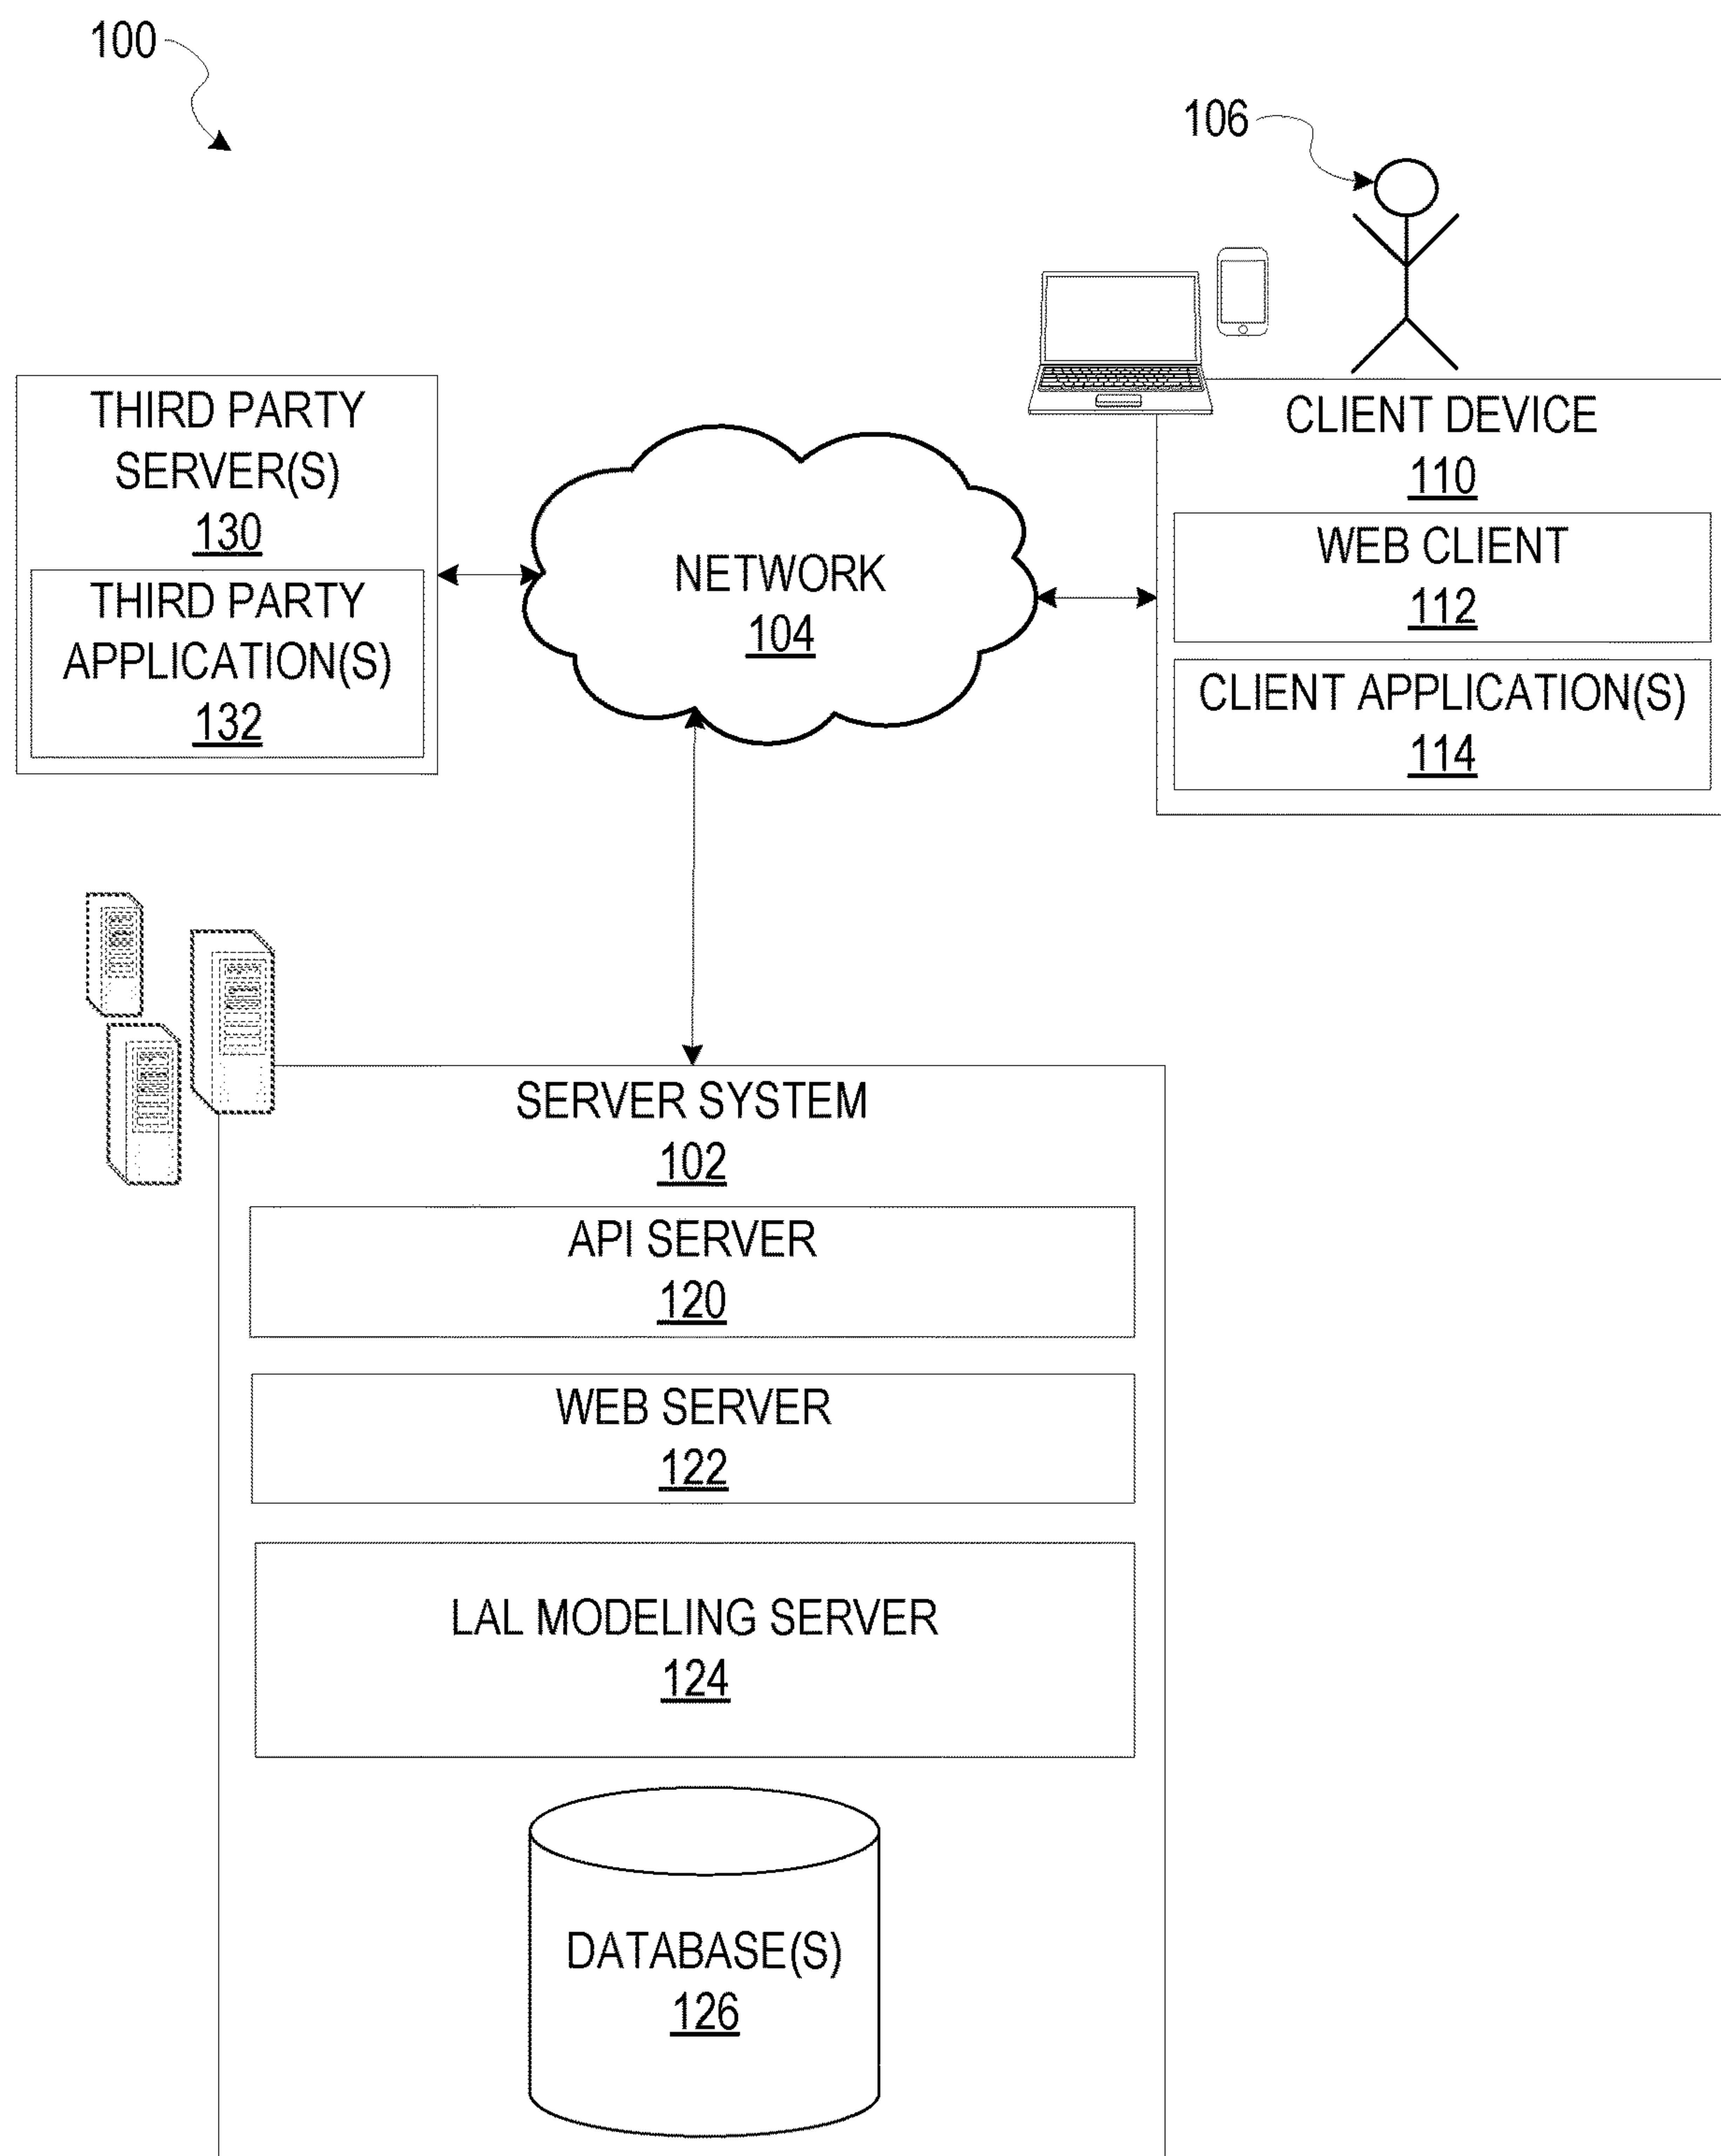 100
106
THIRD PARTY
SERVER(S)
130
THIRD PARTY
APPLICATION(S)
132
NETWORK
104
CLIENT DEVICE
110
WEB CLIENT
112
CLIENT APPLICATION(S)
114
SERVER SYSTEM
102
API SERVER
120
WEB SERVER
122
LAL MODELING SERVER
124
DATABASE(S)
126